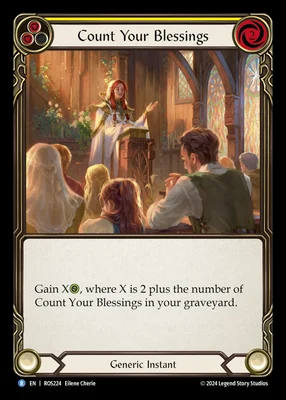 Count Your Blessings
Gain X, where X is 2 plus the number of
Count Your Blessings in your graveyard.
Generic Instant
R EN | ROS224 Eilene Cherie
© 2024 Legend Story Studios